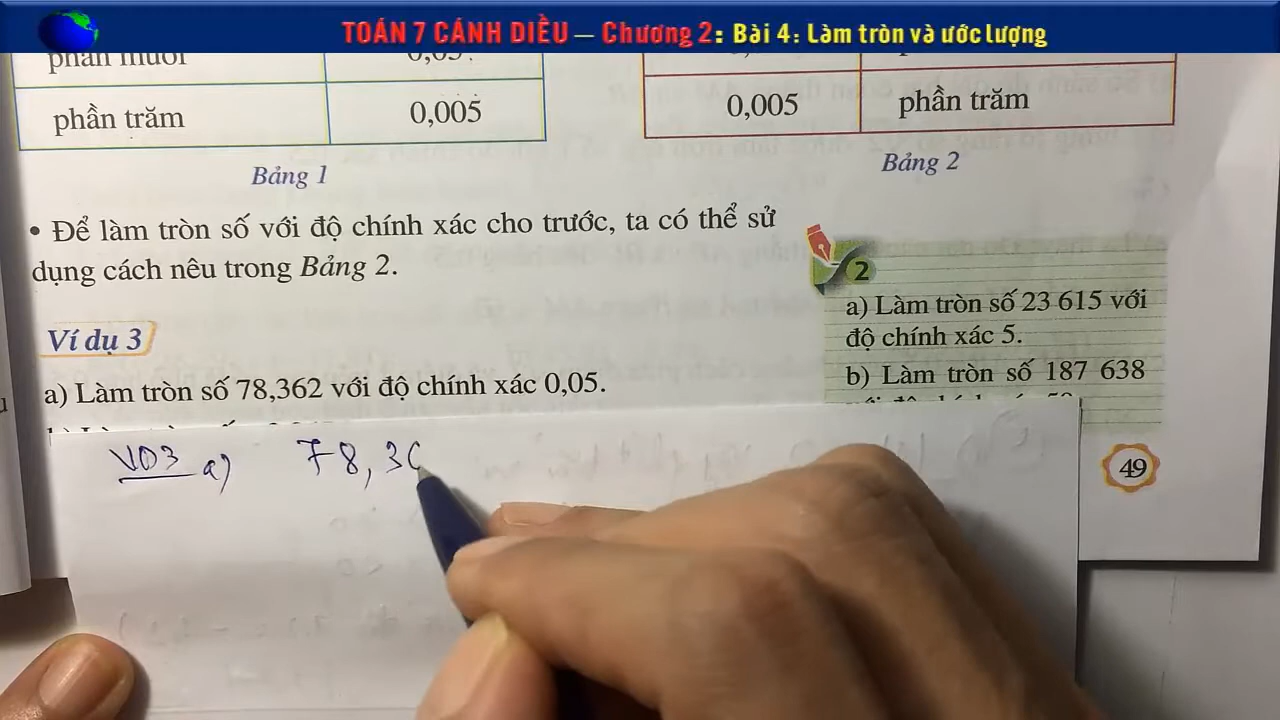 TOÁN 7 CÁNH DIỀU — Chương 2: Bài 4: Làm tròn và ước lượng
phần mười
phần trăm 0,005
0,005 phần trăm
Bảng 1
Bảng 2
• Để làm tròn số với độ chính xác cho trước, ta có thể sử
dụng cách nêu trong Bảng 2.
Ví dụ 3
a) Làm tròn số 78,362 với độ chính xác 0,05.
2
a) Làm tròn số 23 615 với
độ chính xác 5.
b) Làm tròn số 187 638
49
VD3 a) 78,3